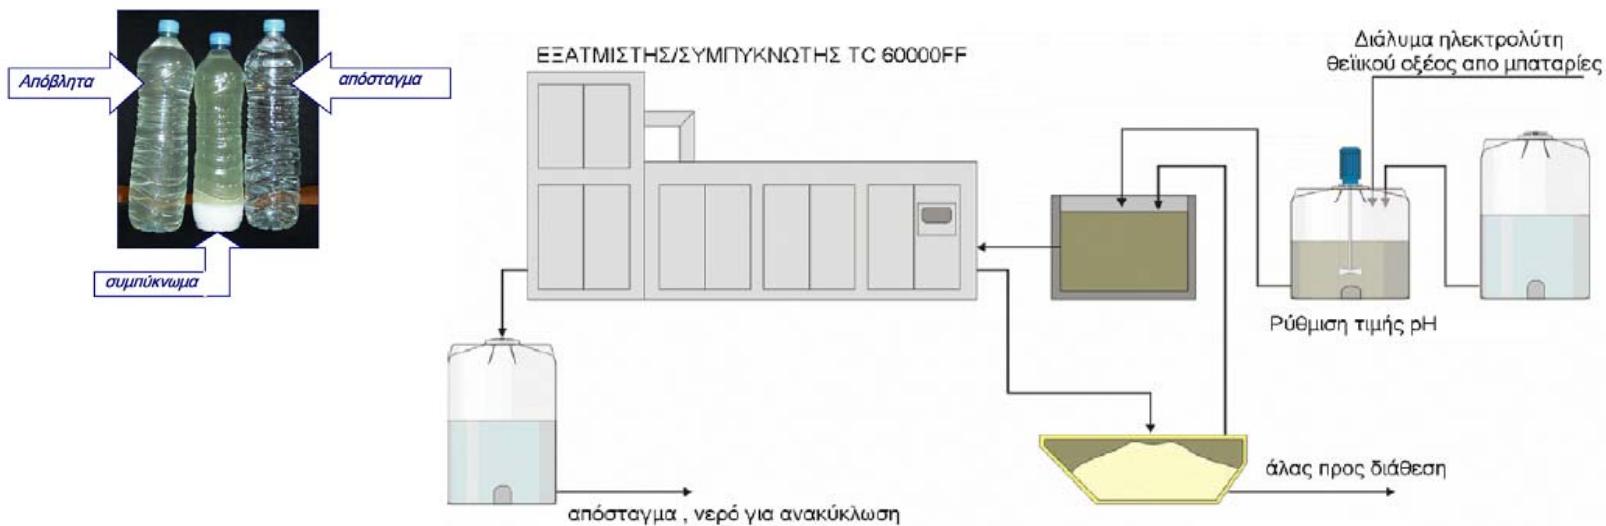 Απόβλητα
απόσταγμα
συμπύκνωμα
ΕΞΑΤΜΙΣΤΗΣ/ΣΥΜΠΥΚΝΩΤΗΣ TC 60000FF
Διάλυμα ηλεκτρολύτη
θεϊικού οξέος απο μπαταρίες
Ρύθμιση τιμής pH
άλας προς διάθεση
απόσταγμα , νερό για ανακύκλωση